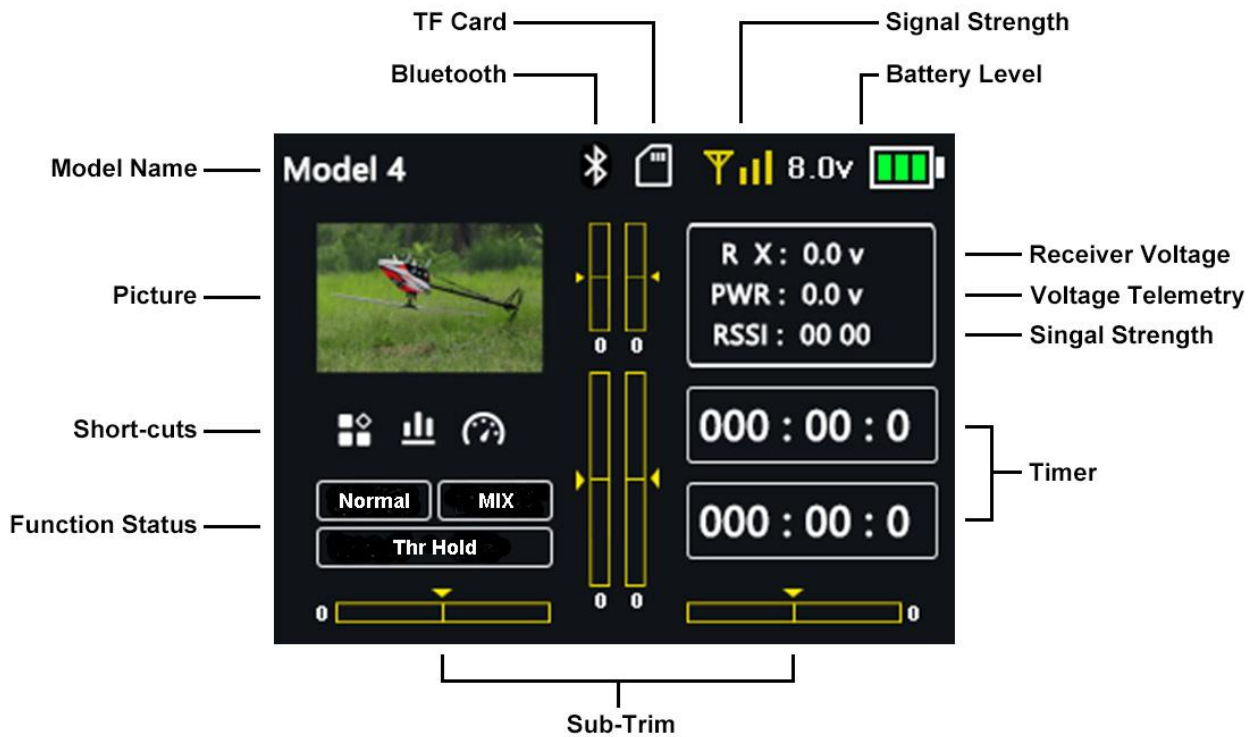 TF Card
Signal Strength
Bluetooth
Battery Level
Model Name
Model 4
8.0v
Picture
R X : 0.0 v
Receiver Voltage
PWR : 0.0 v
Voltage Telemetry
RSSI : 00 00
Singal Strength
0 0
Short-cuts
000 : 00 : 0
Timer
Function Status
Normal
MIX
Thr Hold
000 : 00 : 0
0
0 0
0
Sub-Trim